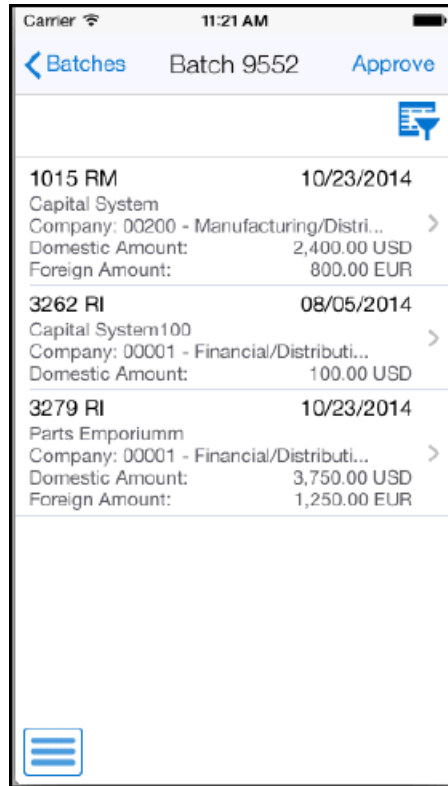 Carrier 11:21 AM
Batches Batch 9552 Approve
1015 RM 10/23/2014
Capital System
Company: 00200 - Manufacturing/Distri...
Domestic Amount: 2,400.00 USD
Foreign Amount: 800.00 EUR
3262 RI 08/05/2014
Capital System100
Company: 00001 - Financial/Distributi...
Domestic Amount: 100.00 USD
3279 RI 10/23/2014
Parts Emporiumm
Company: 00001 - Financial/Distributi...
Domestic Amount: 3,750.00 USD
Foreign Amount: 1,250.00 EUR